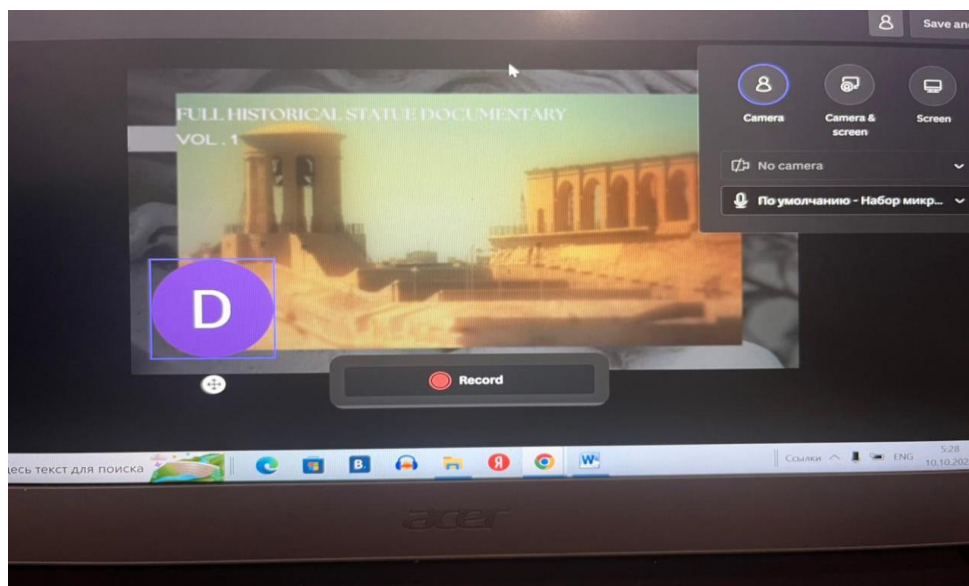 Save an
Camera
Camera & screen
Screen
No camera
По умолчанию - Набор микр...
FULL HISTORICAL STATUE DOCUMENTARY
VOL . 1
D
Record
есь текст для поиска
B.
Я
W
Ссылки
ENG
5:28
10.10.202
acer